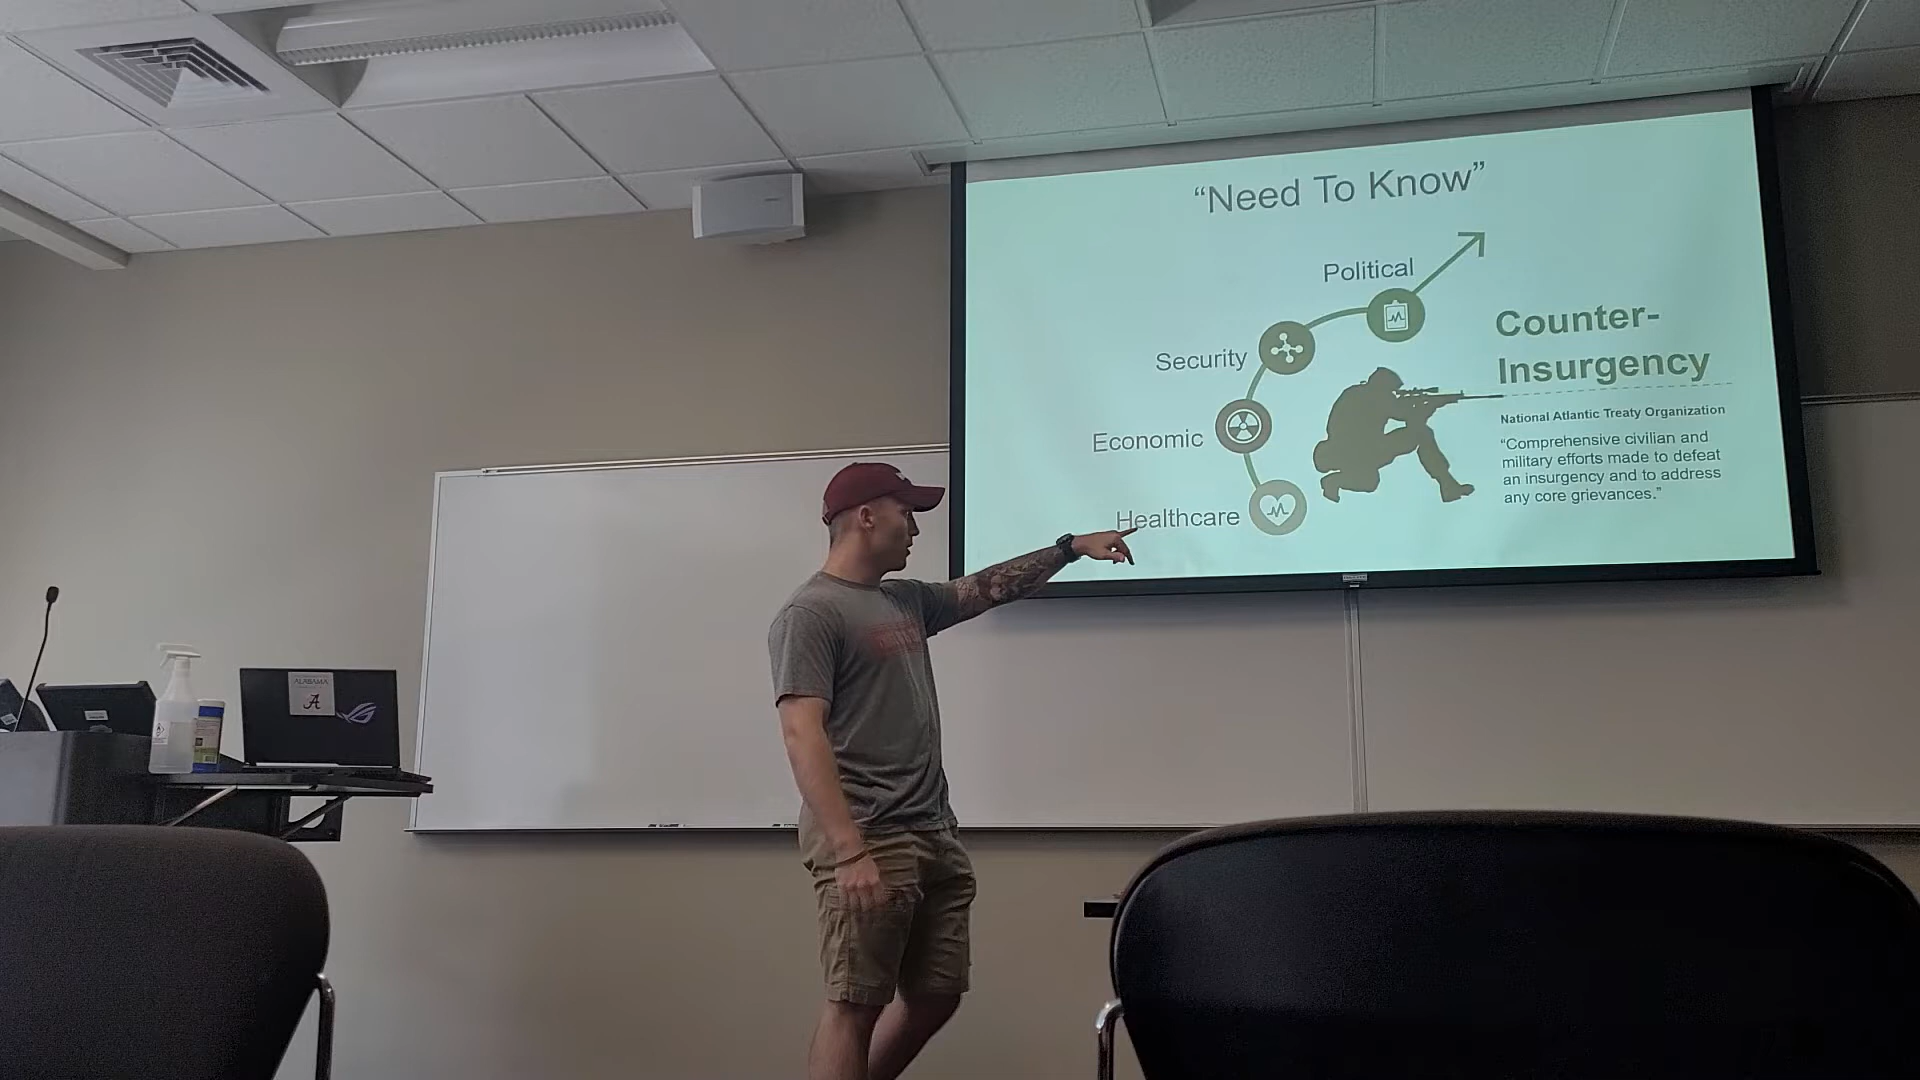 “Need To Know”
Political
Security
Economic
Healthcare
Counter-
Insurgency
National Atlantic Treaty Organization
“Comprehensive civilian and
military efforts made to defeat
an insurgency and to address
any core grievances.”
ALABAMA
A